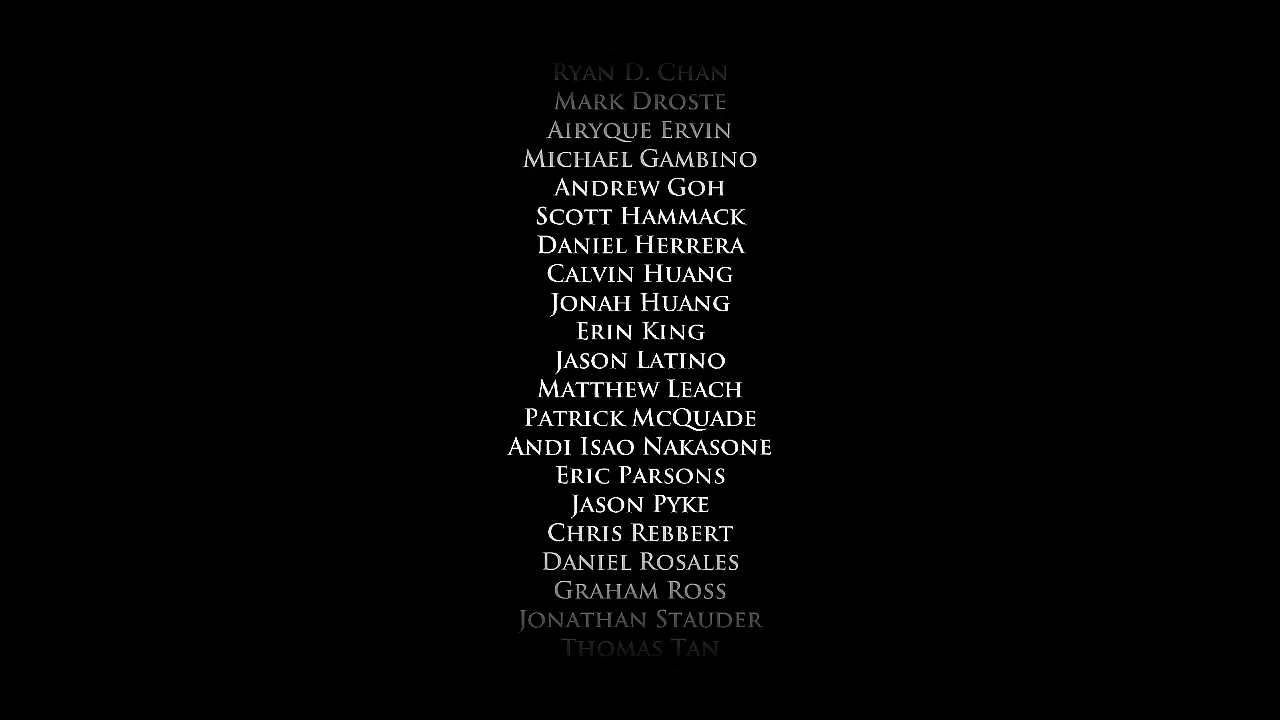 Ryan D. Chan
Mark Droste
Airyque Ervin
Michael Gambino
Andrew Goh
Scott Hammack
Daniel Herrera
Calvin Huang
Jonah Huang
Erin King
Jason Latino
Matthew Leach
Patrick McQuade
Andi Isao Nakasone
Eric Parsons
Jason Pyke
Chris Rebbert
Daniel Rosales
Graham Ross
Jonathan Stauder
Thomas Tan